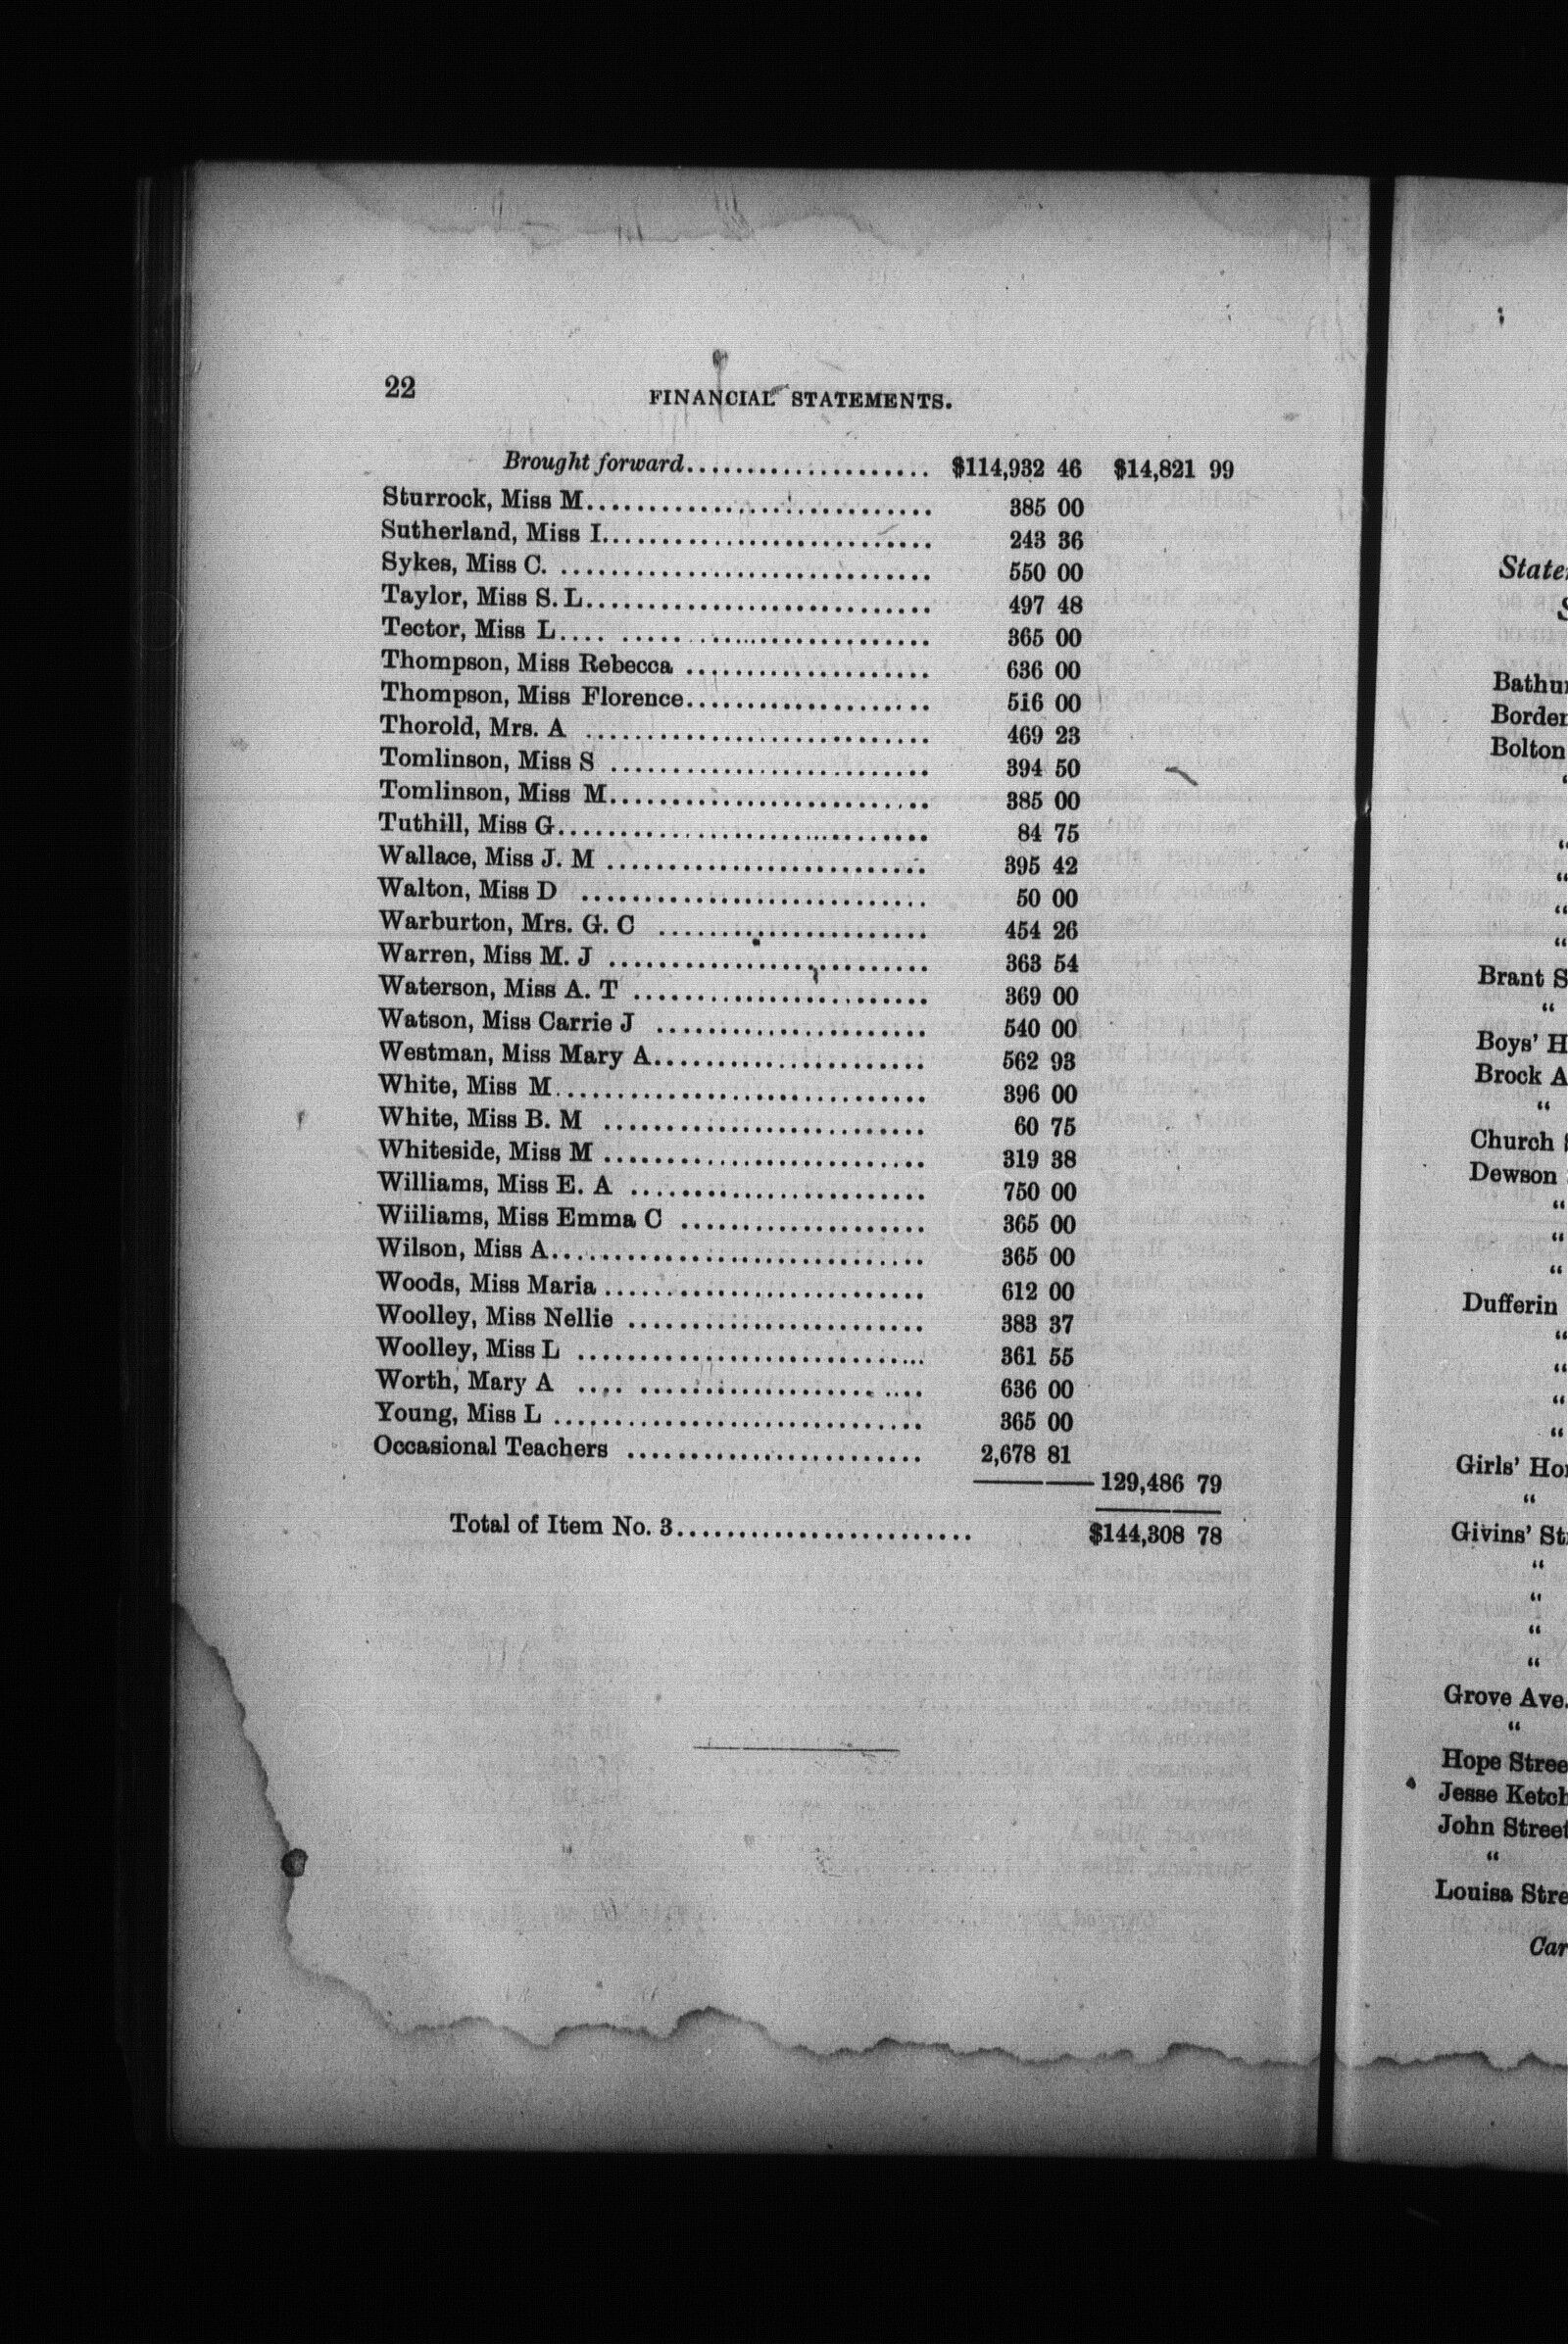 22
FINANCIAL STATEMENTS.
Brought forward.................... $114,932 46 $14,821 99
Sturrock, Miss M............................ 385 00
Sutherland, Miss I........................... 243 36
Sykes, Miss C. .............................. 550 00
Taylor, Miss S. L............................ 497 48
Tector, Miss L.... ......................... 365 00
Thompson, Miss Rebecca .................... 636 00
Thompson, Miss Florence.................... 516 00
Thorold, Mrs. A ............................ 469 23
Tomlinson, Miss S .......................... 394 50
Tomlinson, Miss M.......................... 385 00
Tuthill, Miss G.............................. 84 75
Wallace, Miss J. M .......................... 395 42
Walton, Miss D ............................ 50 00
Warburton, Mrs. G. C ...................... 454 26
Warren, Miss M. J .......................... 363 54
Waterson, Miss A. T ........................ 369 00
Watson, Miss Carrie J ...................... 540 00
Westman, Miss Mary A...................... 562 93
White, Miss M.............................. 396 00
White, Miss B. M .......................... 60 75
Whiteside, Miss M .......................... 319 38
Williams, Miss E. A ........................ 750 00
Wiiliams, Miss Emma C .................... 365 00
Wilson, Miss A.............................. 365 00
Woods, Miss Maria .......................... 612 00
Woolley, Miss Nellie ........................ 383 37
Woolley, Miss L ............................ 361 55
Worth, Mary A .... ....................... 636 00
Young, Miss L .............................. 365 00
Occasional Teachers ........................ 2,678 81
129,486 79
Total of Item No. 3........................ $144,308 78
State
S
Bathu
Borde
Bolton
“
“
“
“
“
Brant S
“
Boys’ H
Brock A
“
Church
Dewson
“
“
“
Dufferin
“
“
“
“
Girls’ Ho
“
Givins’ St
“
“
“
“
Grove Ave.
“
Hope Stree
Jesse Ketch
John Street
“
Louisa Stre
Car